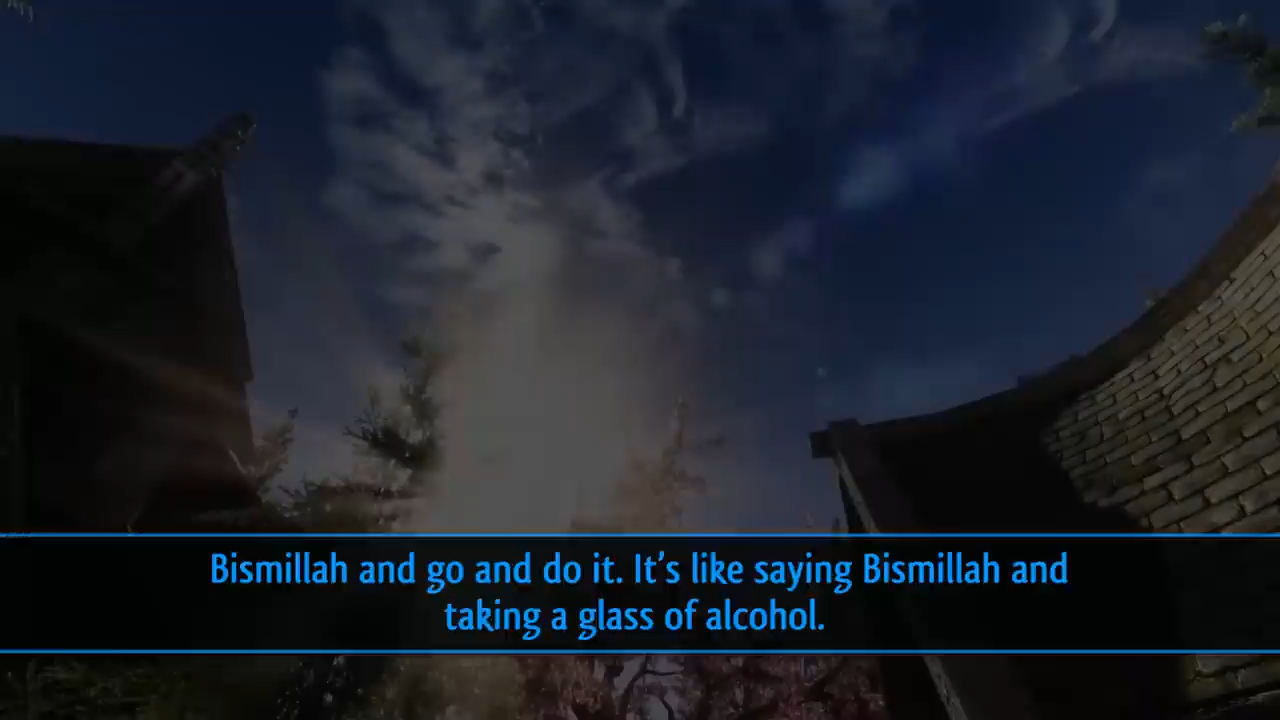 Bismillah and go and do it. It’s like saying Bismillah and
taking a glass of alcohol.